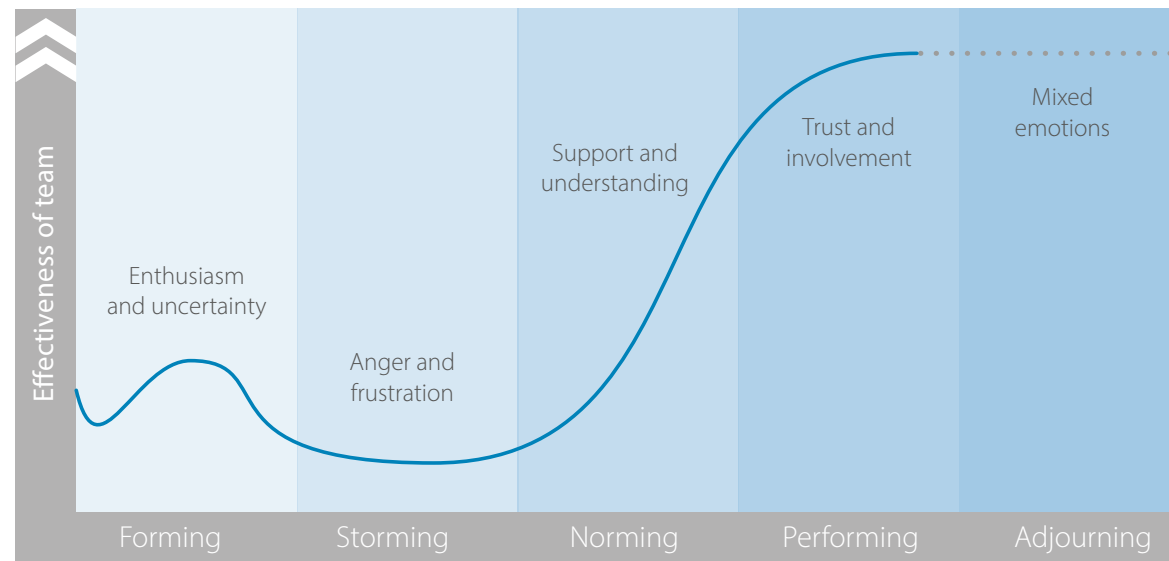 Effectiveness of team
Enthusiasm
and uncertainty
Anger and
frustration
Support and
understanding
Trust and
involvement
Mixed
emotions
Forming
Storming
Norming
Performing
Adjourning